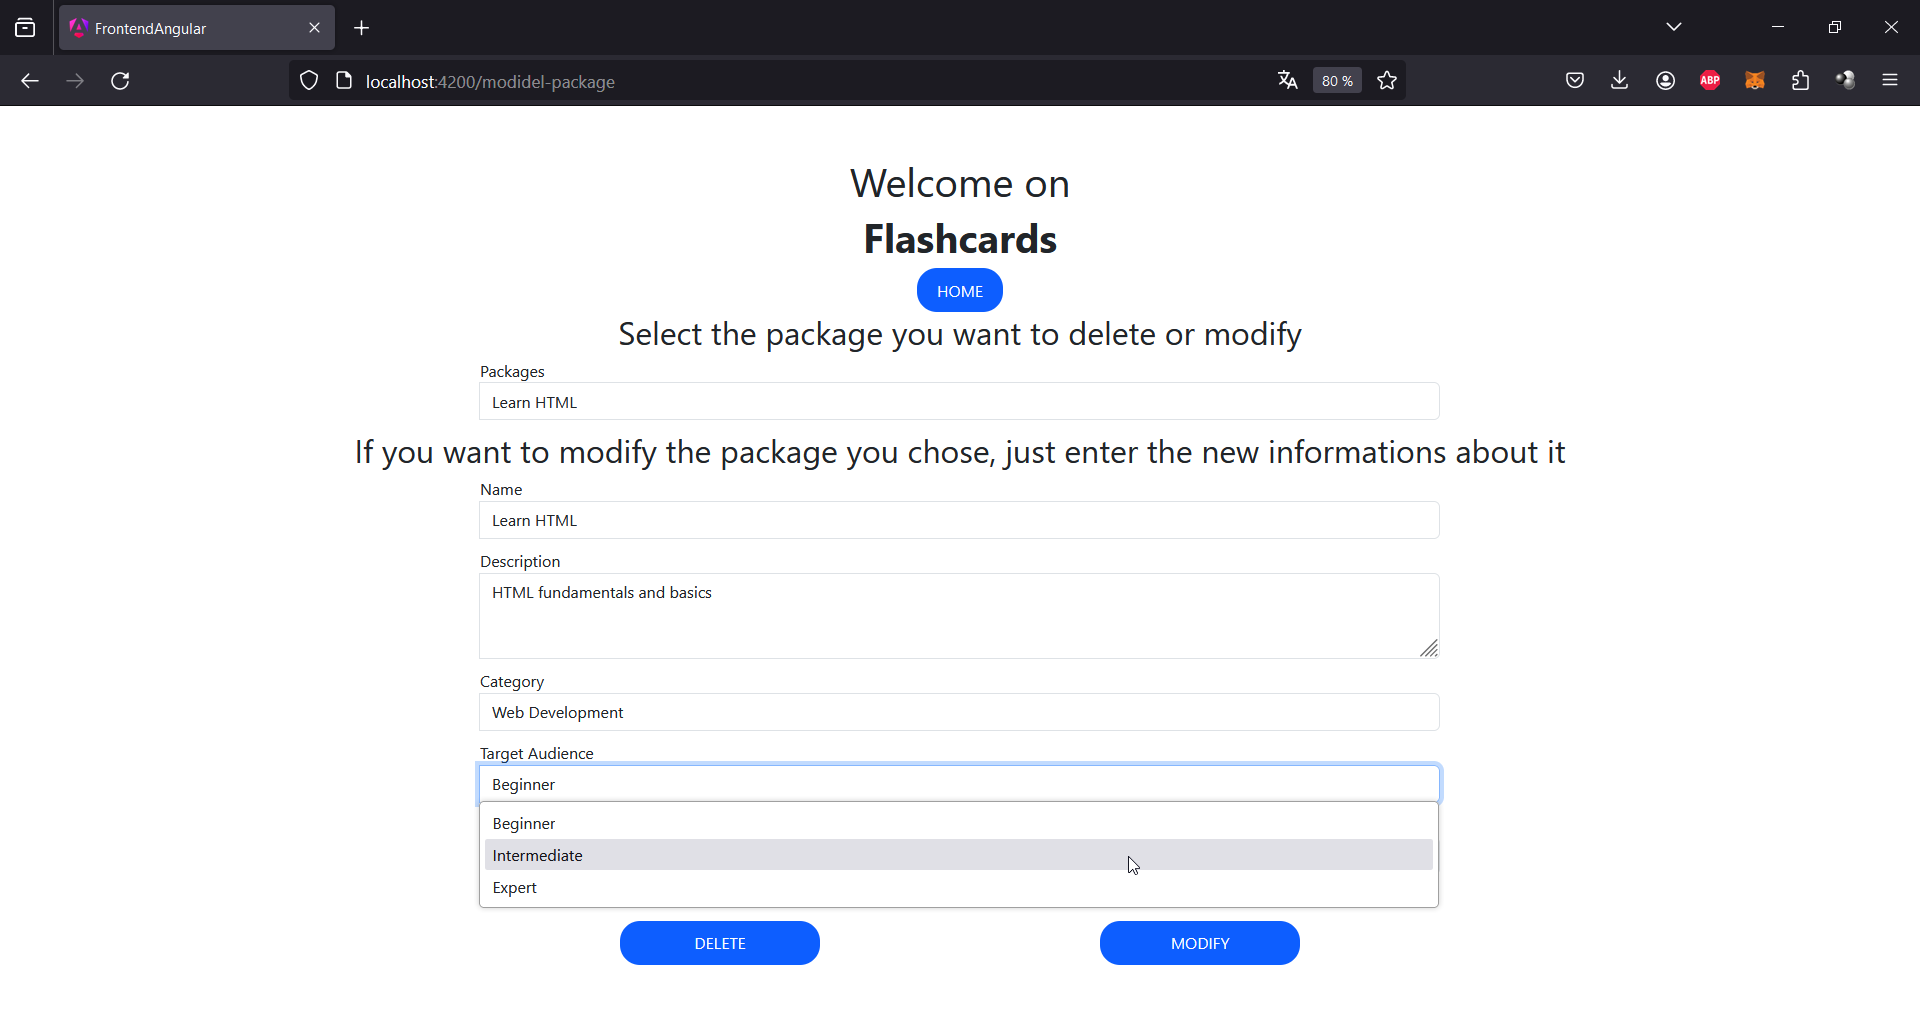 FrontendAngular
localhost:4200/modidel-package
80 %
ABP
Welcome on
Flashcards
HOME
Select the package you want to delete or modify
Packages
Learn HTML
If you want to modify the package you chose, just enter the new informations about it
Name
Learn HTML
Description
HTML fundamentals and basics
Category
Web Development
Target Audience
Beginner
Beginner
Intermediate
Expert
DELETE
MODIFY